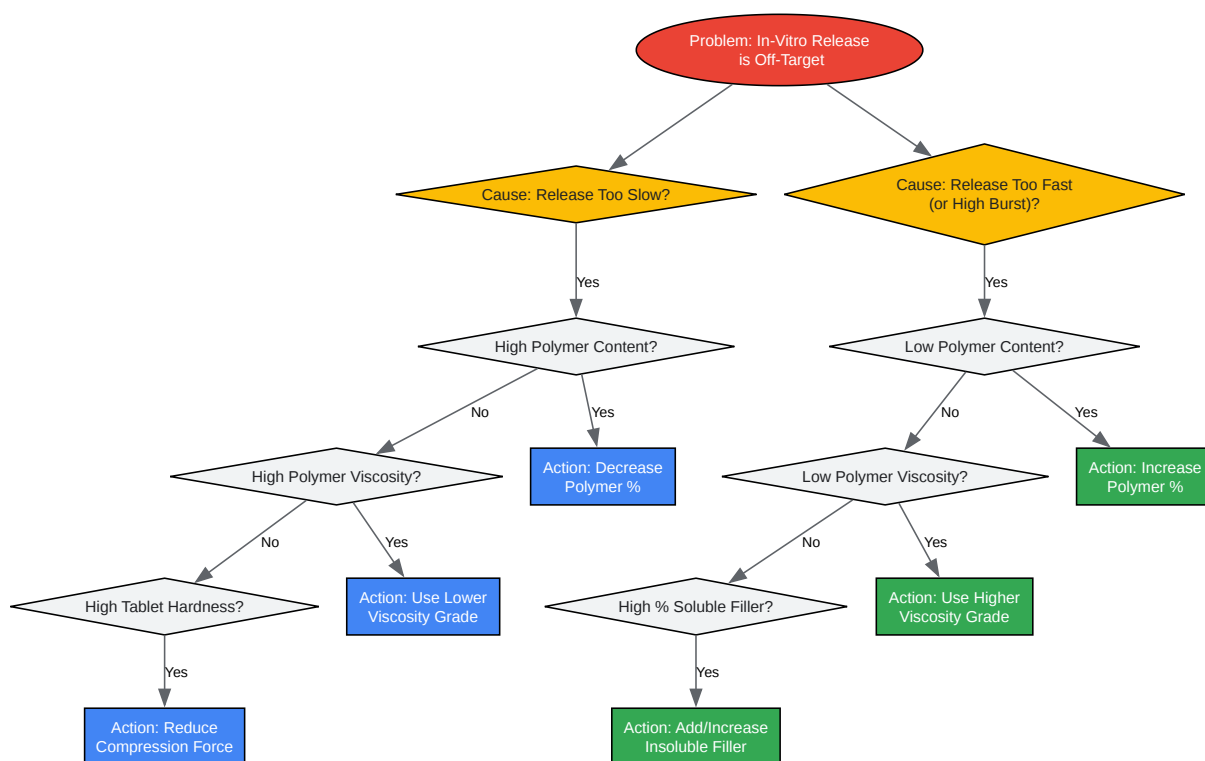 Problem: In-Vitro Release
is Off-Target
Cause: Release Too Slow?
Cause: Release Too Fast
(or High Burst)?
Yes
Yes
High Polymer Content?
Low Polymer Content?
No
Yes
No
Yes
High Polymer Viscosity?
Action: Decrease
Polymer %
Low Polymer Viscosity?
Action: Increase
Polymer %
No
Yes
No
Yes
High Tablet Hardness?
Action: Use Lower
Viscosity Grade
High % Soluble Filler?
Action: Use Higher
Viscosity Grade
Yes
Yes
Action: Reduce
Compression Force
Action: Add/Increase
Insoluble Filler